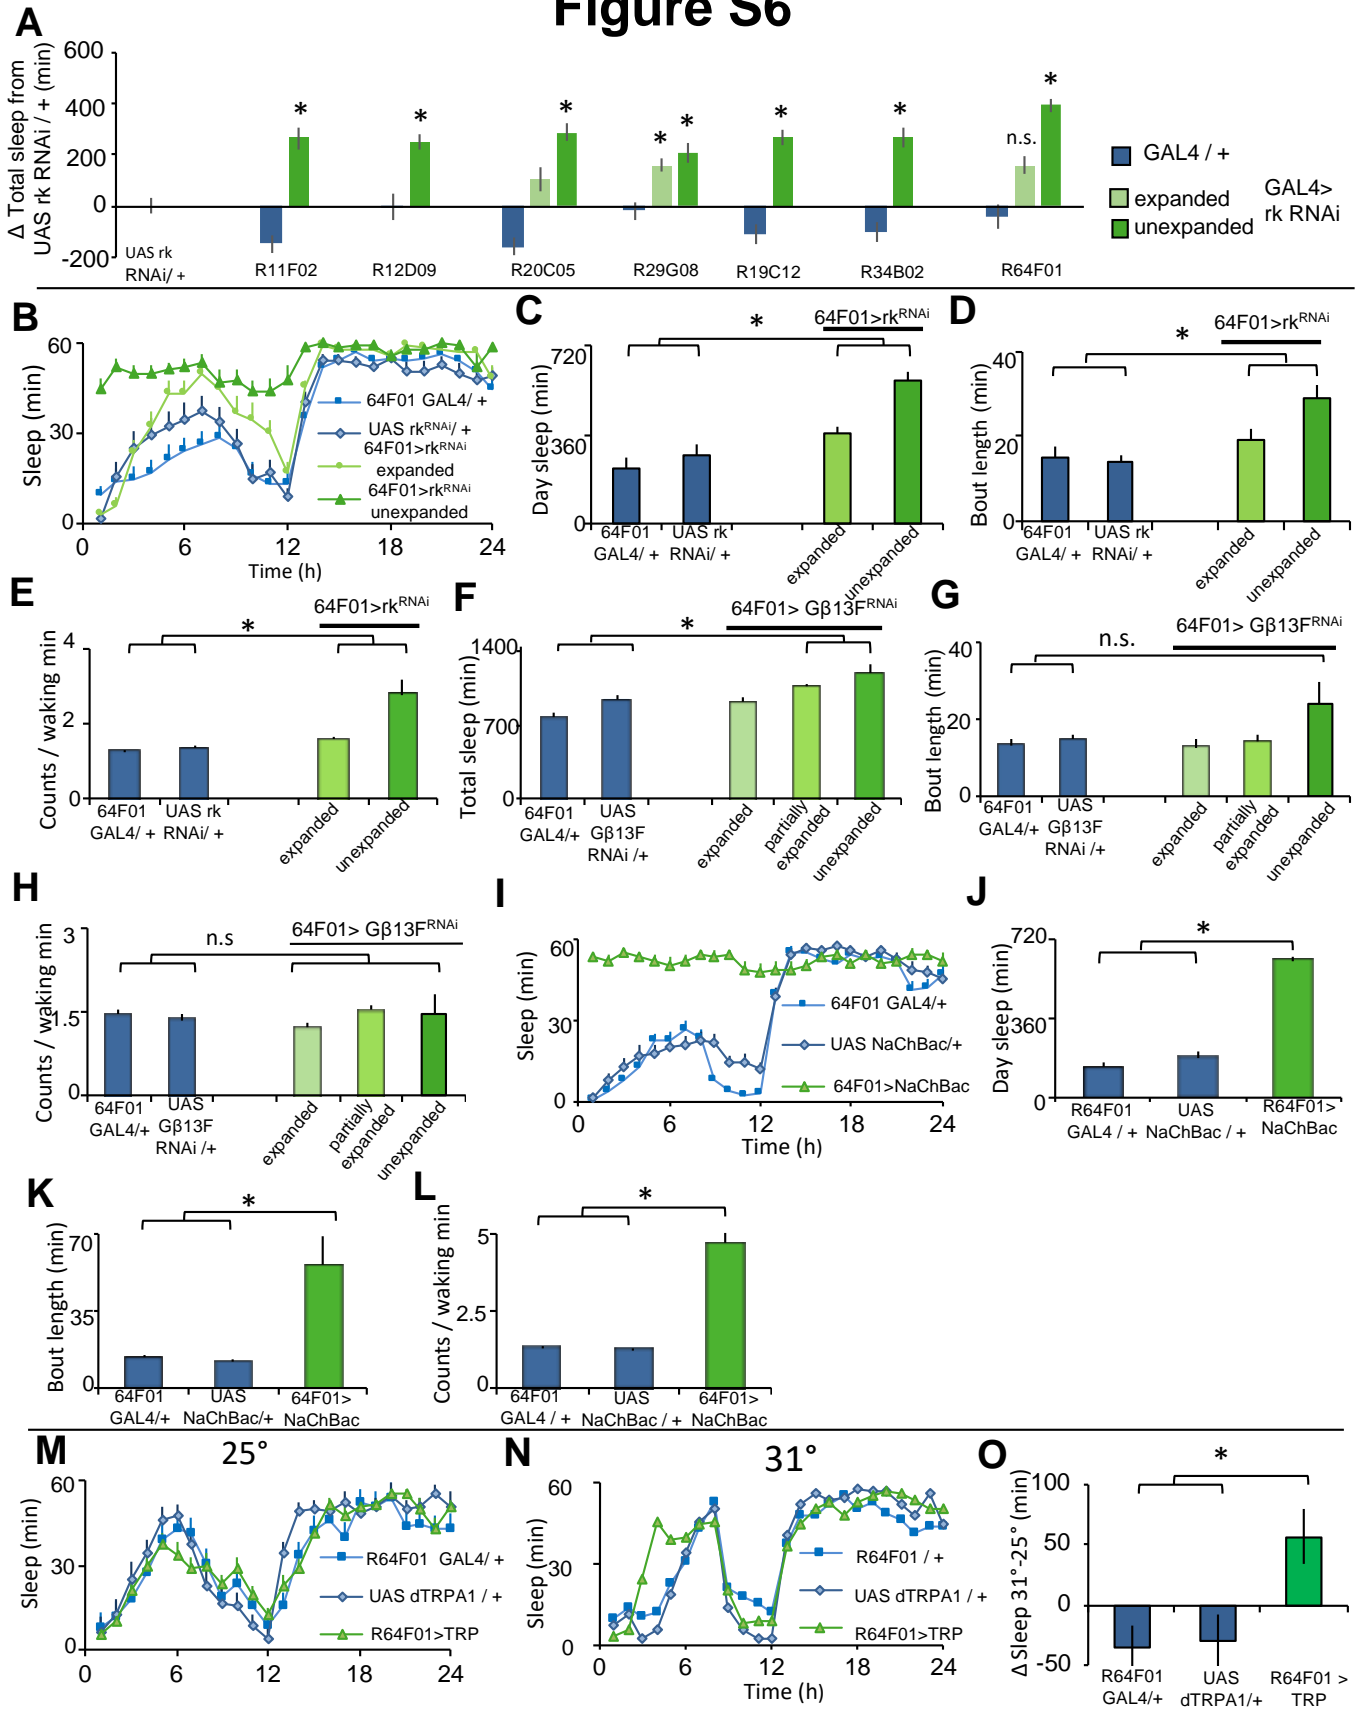 Figure S6
A
Δ Total sleep from
UAS rk RNAi / + (min)
600
400
200
0
-200
* * * * * * * n.s. *
UAS rk
RNAi/ +
R11F02 R12D09 R20C05 R29G08 R19C12 R34B02 R64F01
GAL4 / +
expanded
unexpanded
GAL4>
rk RNAi
B
Sleep (min)
60
30
0
0 6 12 18 24
Time (h)
64F01 GAL4/ +
UAS rkRNAi/ +
64F01>rkRNAi
expanded
64F01>rkRNAi
unexpanded
C
64F01>rkRNAi
*
Day sleep (min)
720
360
0
64F01
GAL4/ +
UAS rk
RNAi/ +
expanded
unexpanded
D
64F01>rkRNAi
*
Bout length (min)
40
20
0
64F01
GAL4/ +
UAS rk
RNAi/ +
expanded
unexpanded
E
64F01>rkRNAi
*
Counts / waking min
4
2
0
64F01
GAL4/ +
UAS rk
RNAi/ +
expanded
unexpanded
F
64F01> Gβ13FRNAi
*
Total sleep (min)
1400
700
0
64F01
GAL4/+
UAS
Gβ13F
RNAi /+
expanded
partially
expanded
unexpanded
G
64F01> Gβ13FRNAi
n.s.
Bout length (min)
40
20
0
64F01
GAL4/+
UAS
Gβ13F
RNAi /+
expanded
partially
expanded
unexpanded
H
64F01> Gβ13FRNAi
n.s
Counts / waking min
3
1.5
0
64F01
GAL4/+
UAS
Gβ13F
RNAi /+
expanded
partially
expanded
unexpanded
I
Sleep (min)
60
30
0
0 6 12 18 24
Time (h)
64F01 GAL4/+
UAS NaChBac/+
64F01>NaChBac
J
*
Day sleep (min)
720
360
0
R64F01
GAL4 / +
UAS
NaChBac / +
R64F01>
NaChBac
K
*
Bout length (min)
70
35
0
64F01
GAL4/+
UAS
NaChBac/+
64F01>
NaChBac
L
*
Counts / waking min
5
2.5
0
64F01
GAL4 / +
UAS
NaChBac / +
64F01>
NaChBac
M
25°
Sleep (min)
60
30
0
0 6 12 18 24
R64F01 GAL4/ +
UAS dTRPA1 / +
R64F01>TRP
N
31°
Sleep (min)
60
30
0
0 6 12 18 24
Time (h)
R64F01 / +
UAS dTRPA1 / +
R64F01>TRP
O
*
Δ Sleep 31°-25° (min)
100
50
0
-50
R64F01
GAL4/+
UAS
dTRPA1/+
R64F01 >
TRP